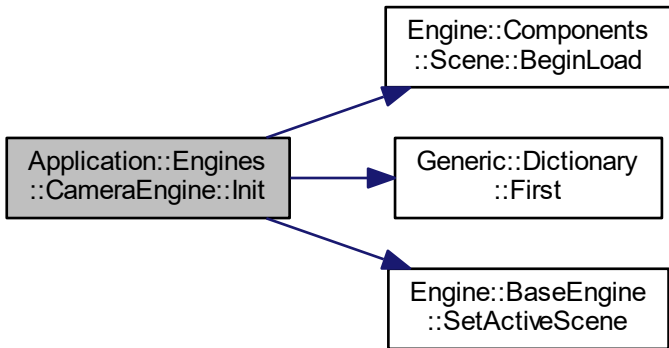 Application::Engines
::CameraEngine::Init
Engine::Components
::Scene::BeginLoad
Generic::Dictionary
::First
Engine::BaseEngine
::SetActiveScene